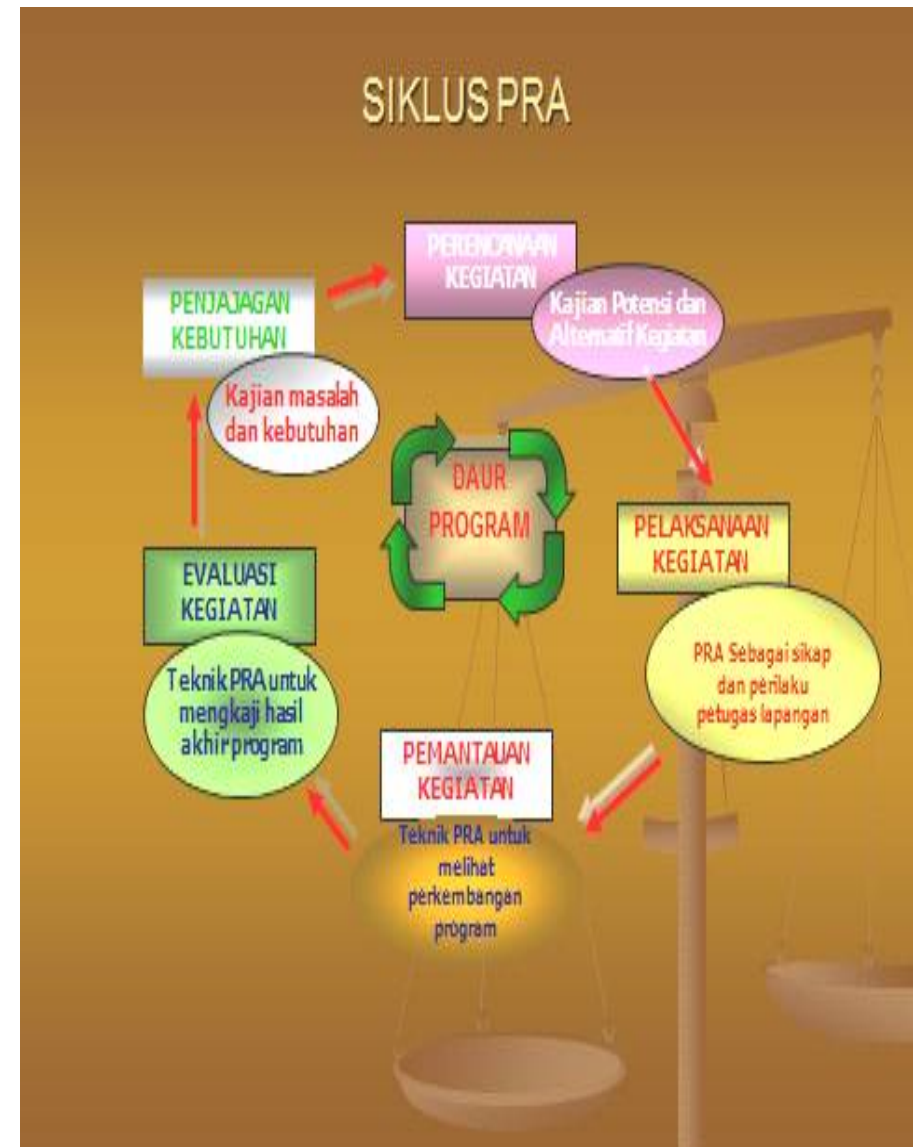 SIKLUS PRA
PERENCANAAN
KEGIATAN
Kajian Potensi dan
Alternatif Kegiatan
PENJAJAGAN
KEBUTUHAN
Kajian masalah
dan kebutuhan
DAUR
PROGRAM
PELAKSANAAN
KEGIATAN
PRA Sebagai sikap
dan perilaku
petugas lapangan
PEMANTAUAN
KEGIATAN
Teknik PRA untuk
melihat
perkembangan
program
EVALUASI
KEGIATAN
Teknik PRA untuk
mengkaji hasil
akhir program